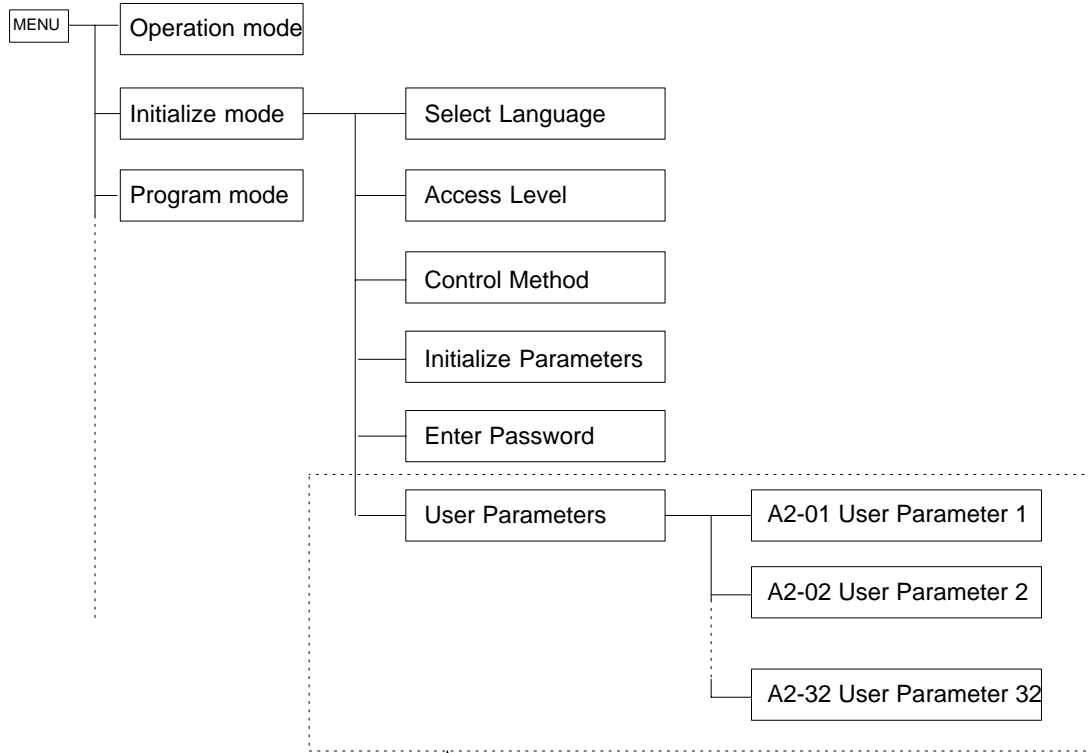 MENU
Operation mode
Initialize mode
Select Language
Program mode
Access Level
Control Method
Initialize Parameters
Enter Password
User Parameters
A2-01 User Parameter 1
A2-02 User Parameter 2
A2-32 User Parameter 32